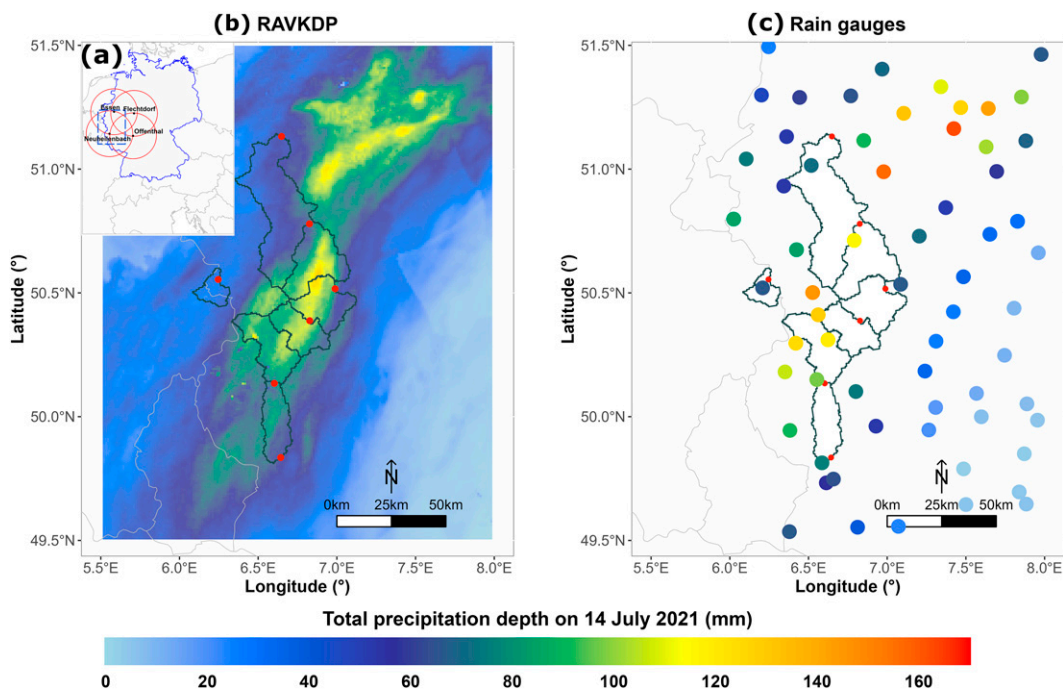 (b) RAVKDP
(c) Rain gauges
(a)
Essen
Flechtdorf
Neuheilenbach
Offenthal
51.5°N
51.0°N
50.5°N
50.0°N
49.5°N
Latitude (°)
5.5°E 6.0°E 6.5°E 7.0°E 7.5°E 8.0°E
Longitude (°)
N
0km 25km 50km
51.5°N
51.0°N
50.5°N
50.0°N
49.5°N
Latitude (°)
5.5°E 6.0°E 6.5°E 7.0°E 7.5°E 8.0°E
Longitude (°)
N
0km 25km 50km
Total precipitation depth on 14 July 2021 (mm)
0 20 40 60 80 100 120 140 160